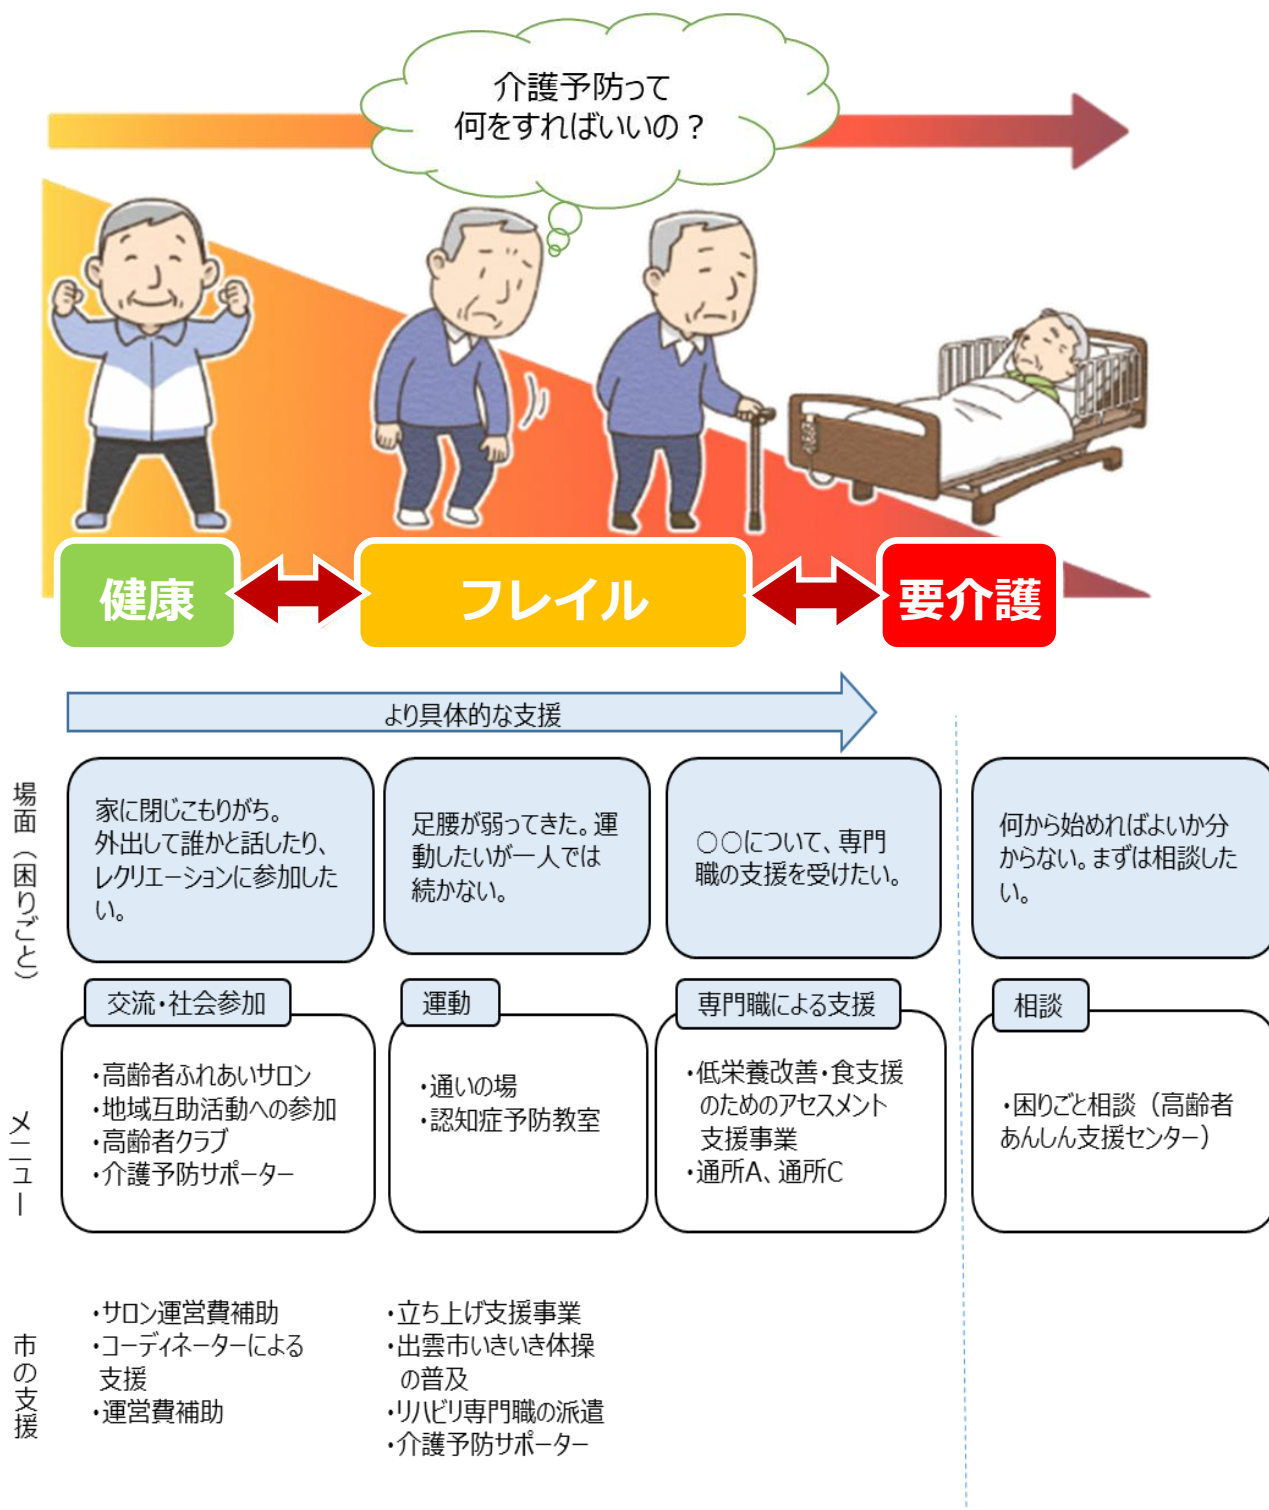 介護予防って
何をすればいいの？
健康
フレイル
要介護
より具体的な支援
場面（困りごと）
家に閉じこもりがち。
外出して誰かと話したり、
レクリエーションに参加した
い。
足腰が弱ってきた。運
動したいが一人では
続かない。
○○について、専門
職の支援を受けたい。
何から始めればよいか分
からない。まずは相談した
い。
メニュー
交流・社会参加
・高齢者ふれあいサロン
・地域互助活動への参加
・高齢者クラブ
・介護予防サポーター
運動
・通いの場
・認知症予防教室
専門職による支援
・低栄養改善・食支援
のためのアセスメント
支援事業
・通所A、通所C
相談
・困りごと相談（高齢者
あんしん支援センター）
市の支援
・サロン運営費補助
・コーディネーターによる
支援
・運営費補助
・立ち上げ支援事業
・出雲市いきいき体操
の普及
・リハビリ専門職の派遣
・介護予防サポーター